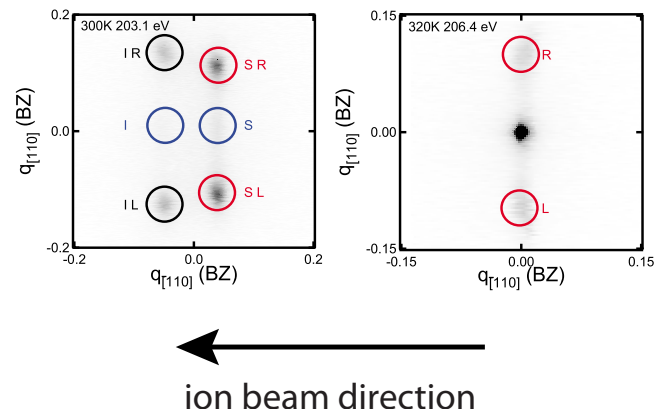 300K 203.1 eV
0.2
I R
S R
I
S
0.0
I L
S L
-0.2
-0.2
0.0
0.2
q[110] (BZ)
q[1̄10] (BZ)
320K 206.4 eV
0.15
R
0.00
L
-0.15
-0.15
0.00
0.15
q[110] (BZ)
q[1̄10] (BZ)
ion beam direction